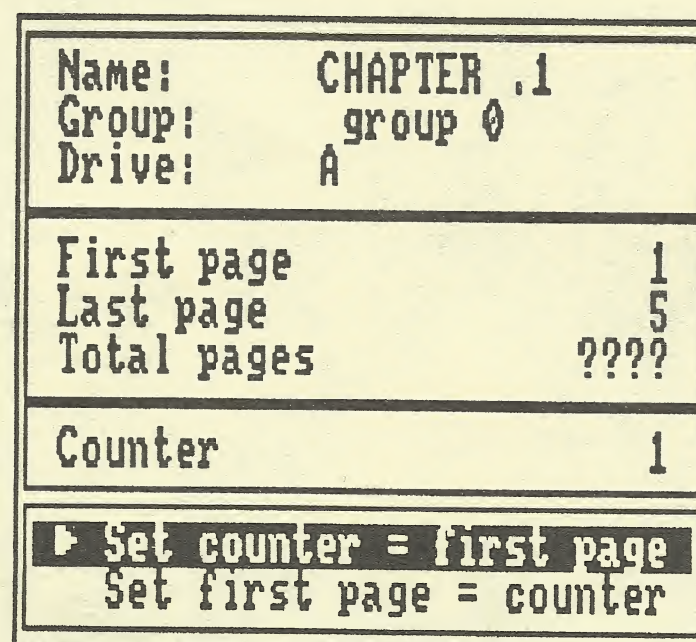 Name: CHAPTER .1
Group: group 0
Drive: A
First page 1
Last page 5
Total pages ????
Counter 1
Set counter = first page
Set first page = counter